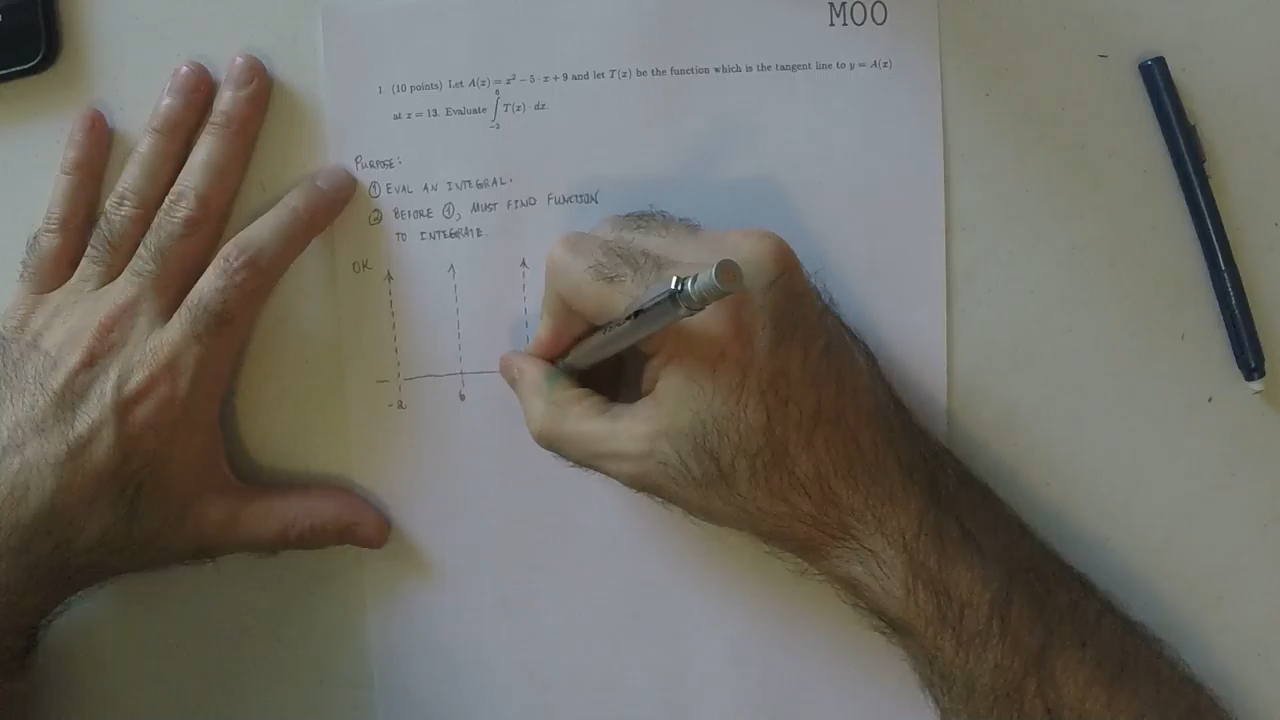 MOO
1. (10 points) Let A(x) = x² − 5 · x + 9 and let T(x) be the function which is the tangent line to y = A(x)
at x = 13. Evaluate ∫₋₂⁶ T(x) · dx.
PURPOSE:
① EVAL AN INTEGRAL.
② BEFORE ①, MUST FIND FUNCTION
TO INTEGRATE.
OK
-2 6